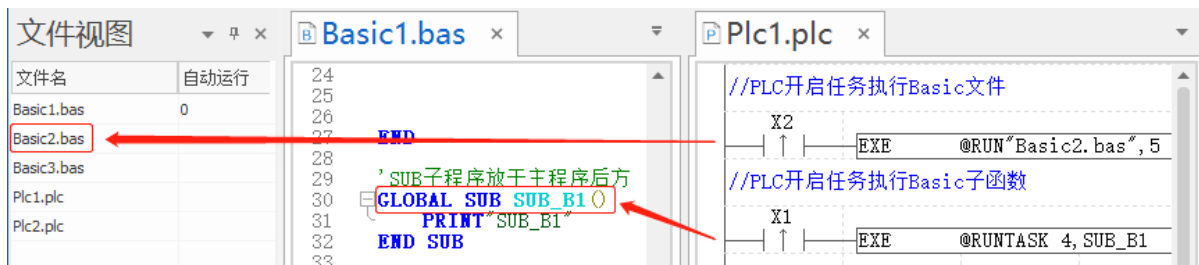 文件视图
文件名 自动运行
Basic1.bas 0
Basic2.bas
Basic3.bas
Plc1.plc
Plc2.plc
Basic1.bas ×
24
25
26
27 END
28
29 'SUB子程序放于主程序后方
30 GLOBAL SUB SUB_B1()
31 PRINT"SUB_B1"
32 END SUB
33
Plc1.plc ×
//PLC开启任务执行Basic文件
X2
EXE @RUN"Basic2.bas",5
//PLC开启任务执行Basic子函数
X1
EXE @RUNTASK 4,SUB_B1